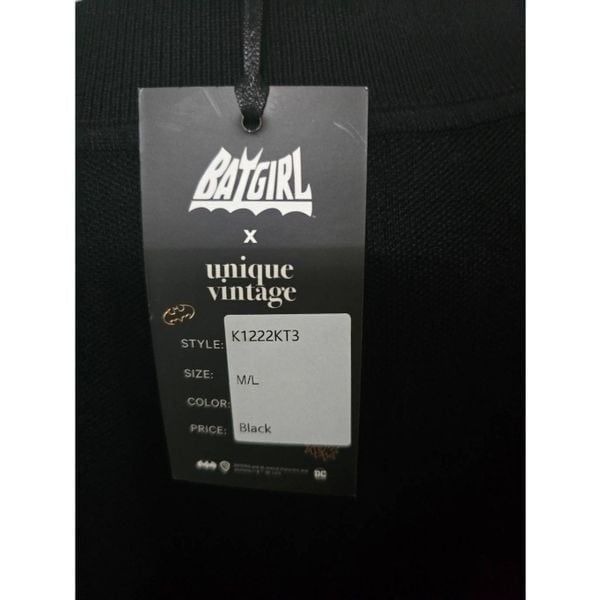 BATGIRL
x
unique
vintage
STYLE: K1222KT3
SIZE: M/L
COLOR:
PRICE: Black
DC